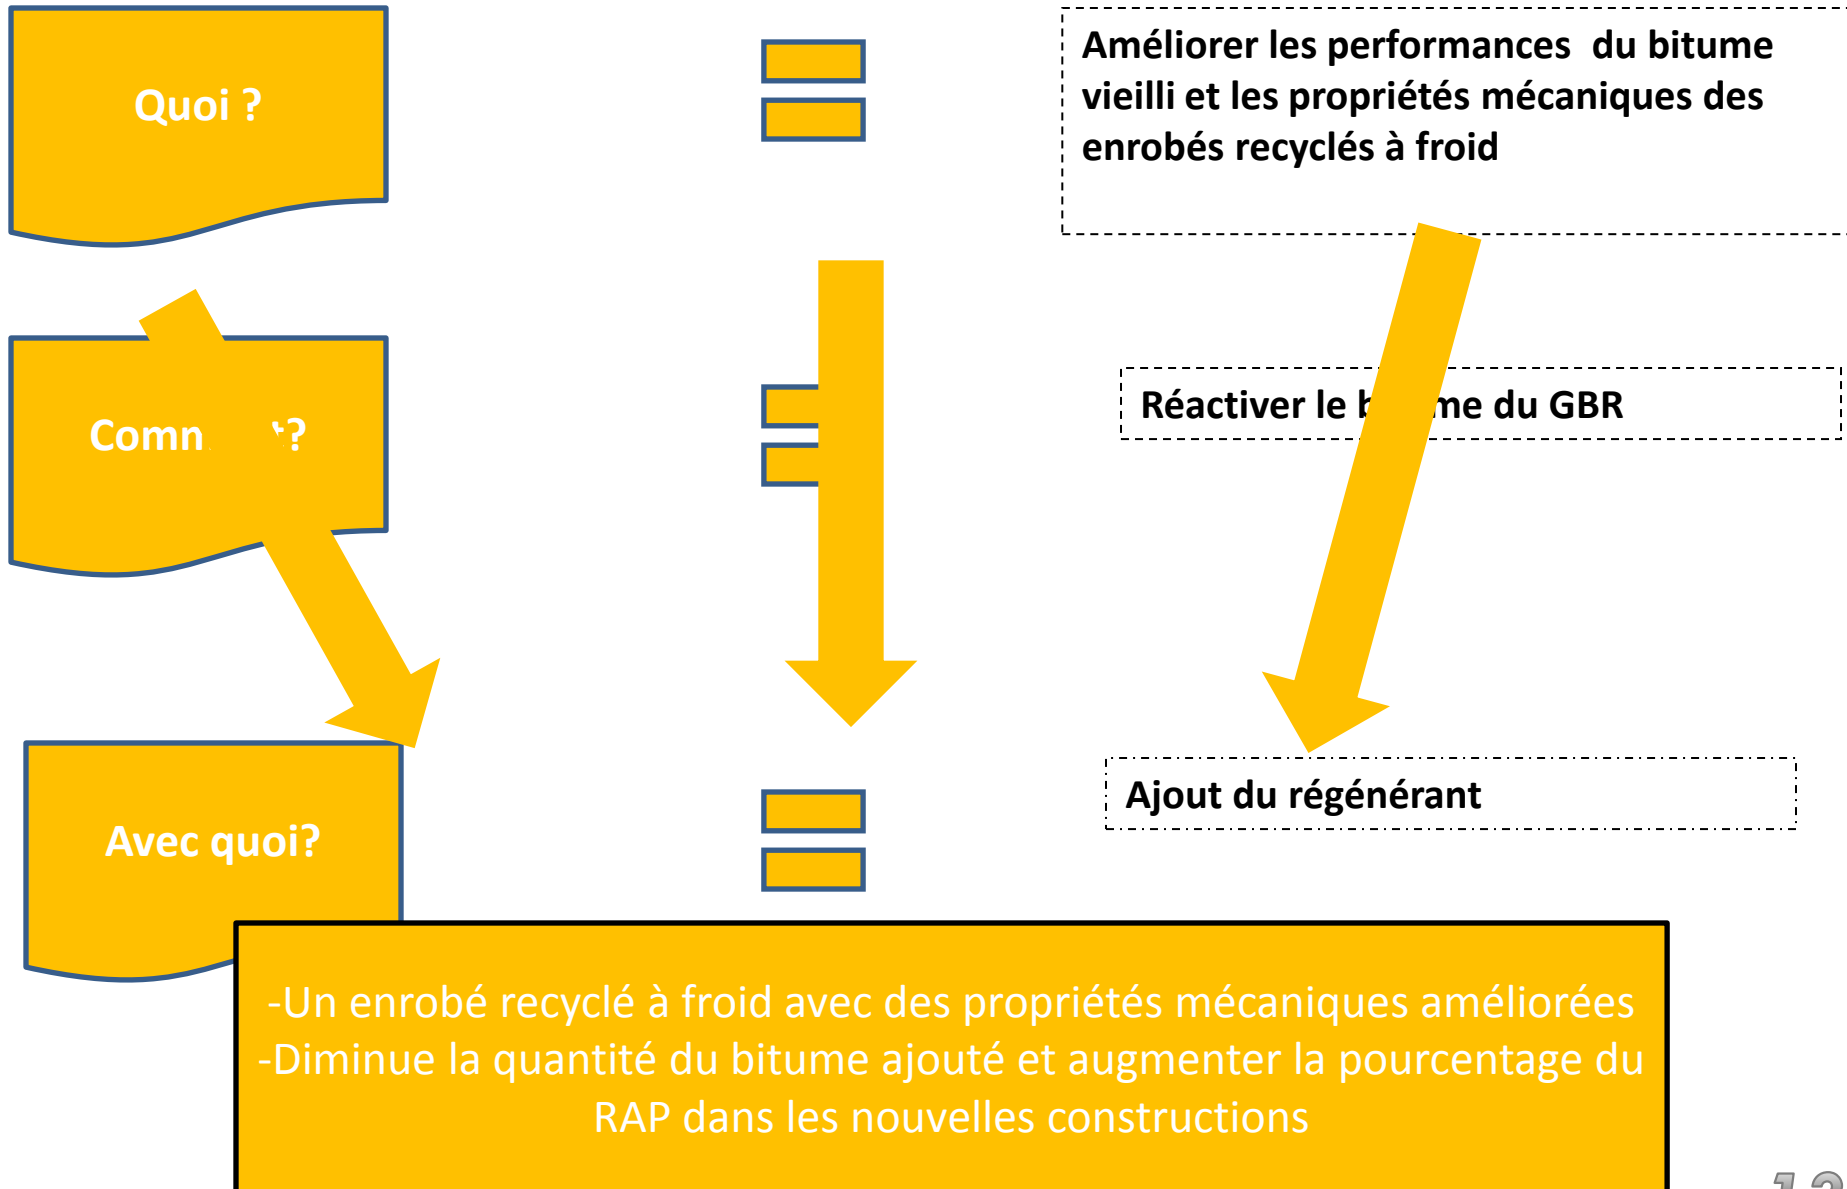 Quoi ?
Améliorer les performances du bitume
vieilli et les propriétés mécaniques des
enrobés recyclés à froid
?
Réactiver le du GBR
Avec quoi?
Ajout du régénérant
-Un enrobé recyclé à froid avec des propriétés mécaniques améliorées
-Diminue la quantité du bitume ajouté et augmenter la pourcentage du
RAP dans les nouvelles constructions